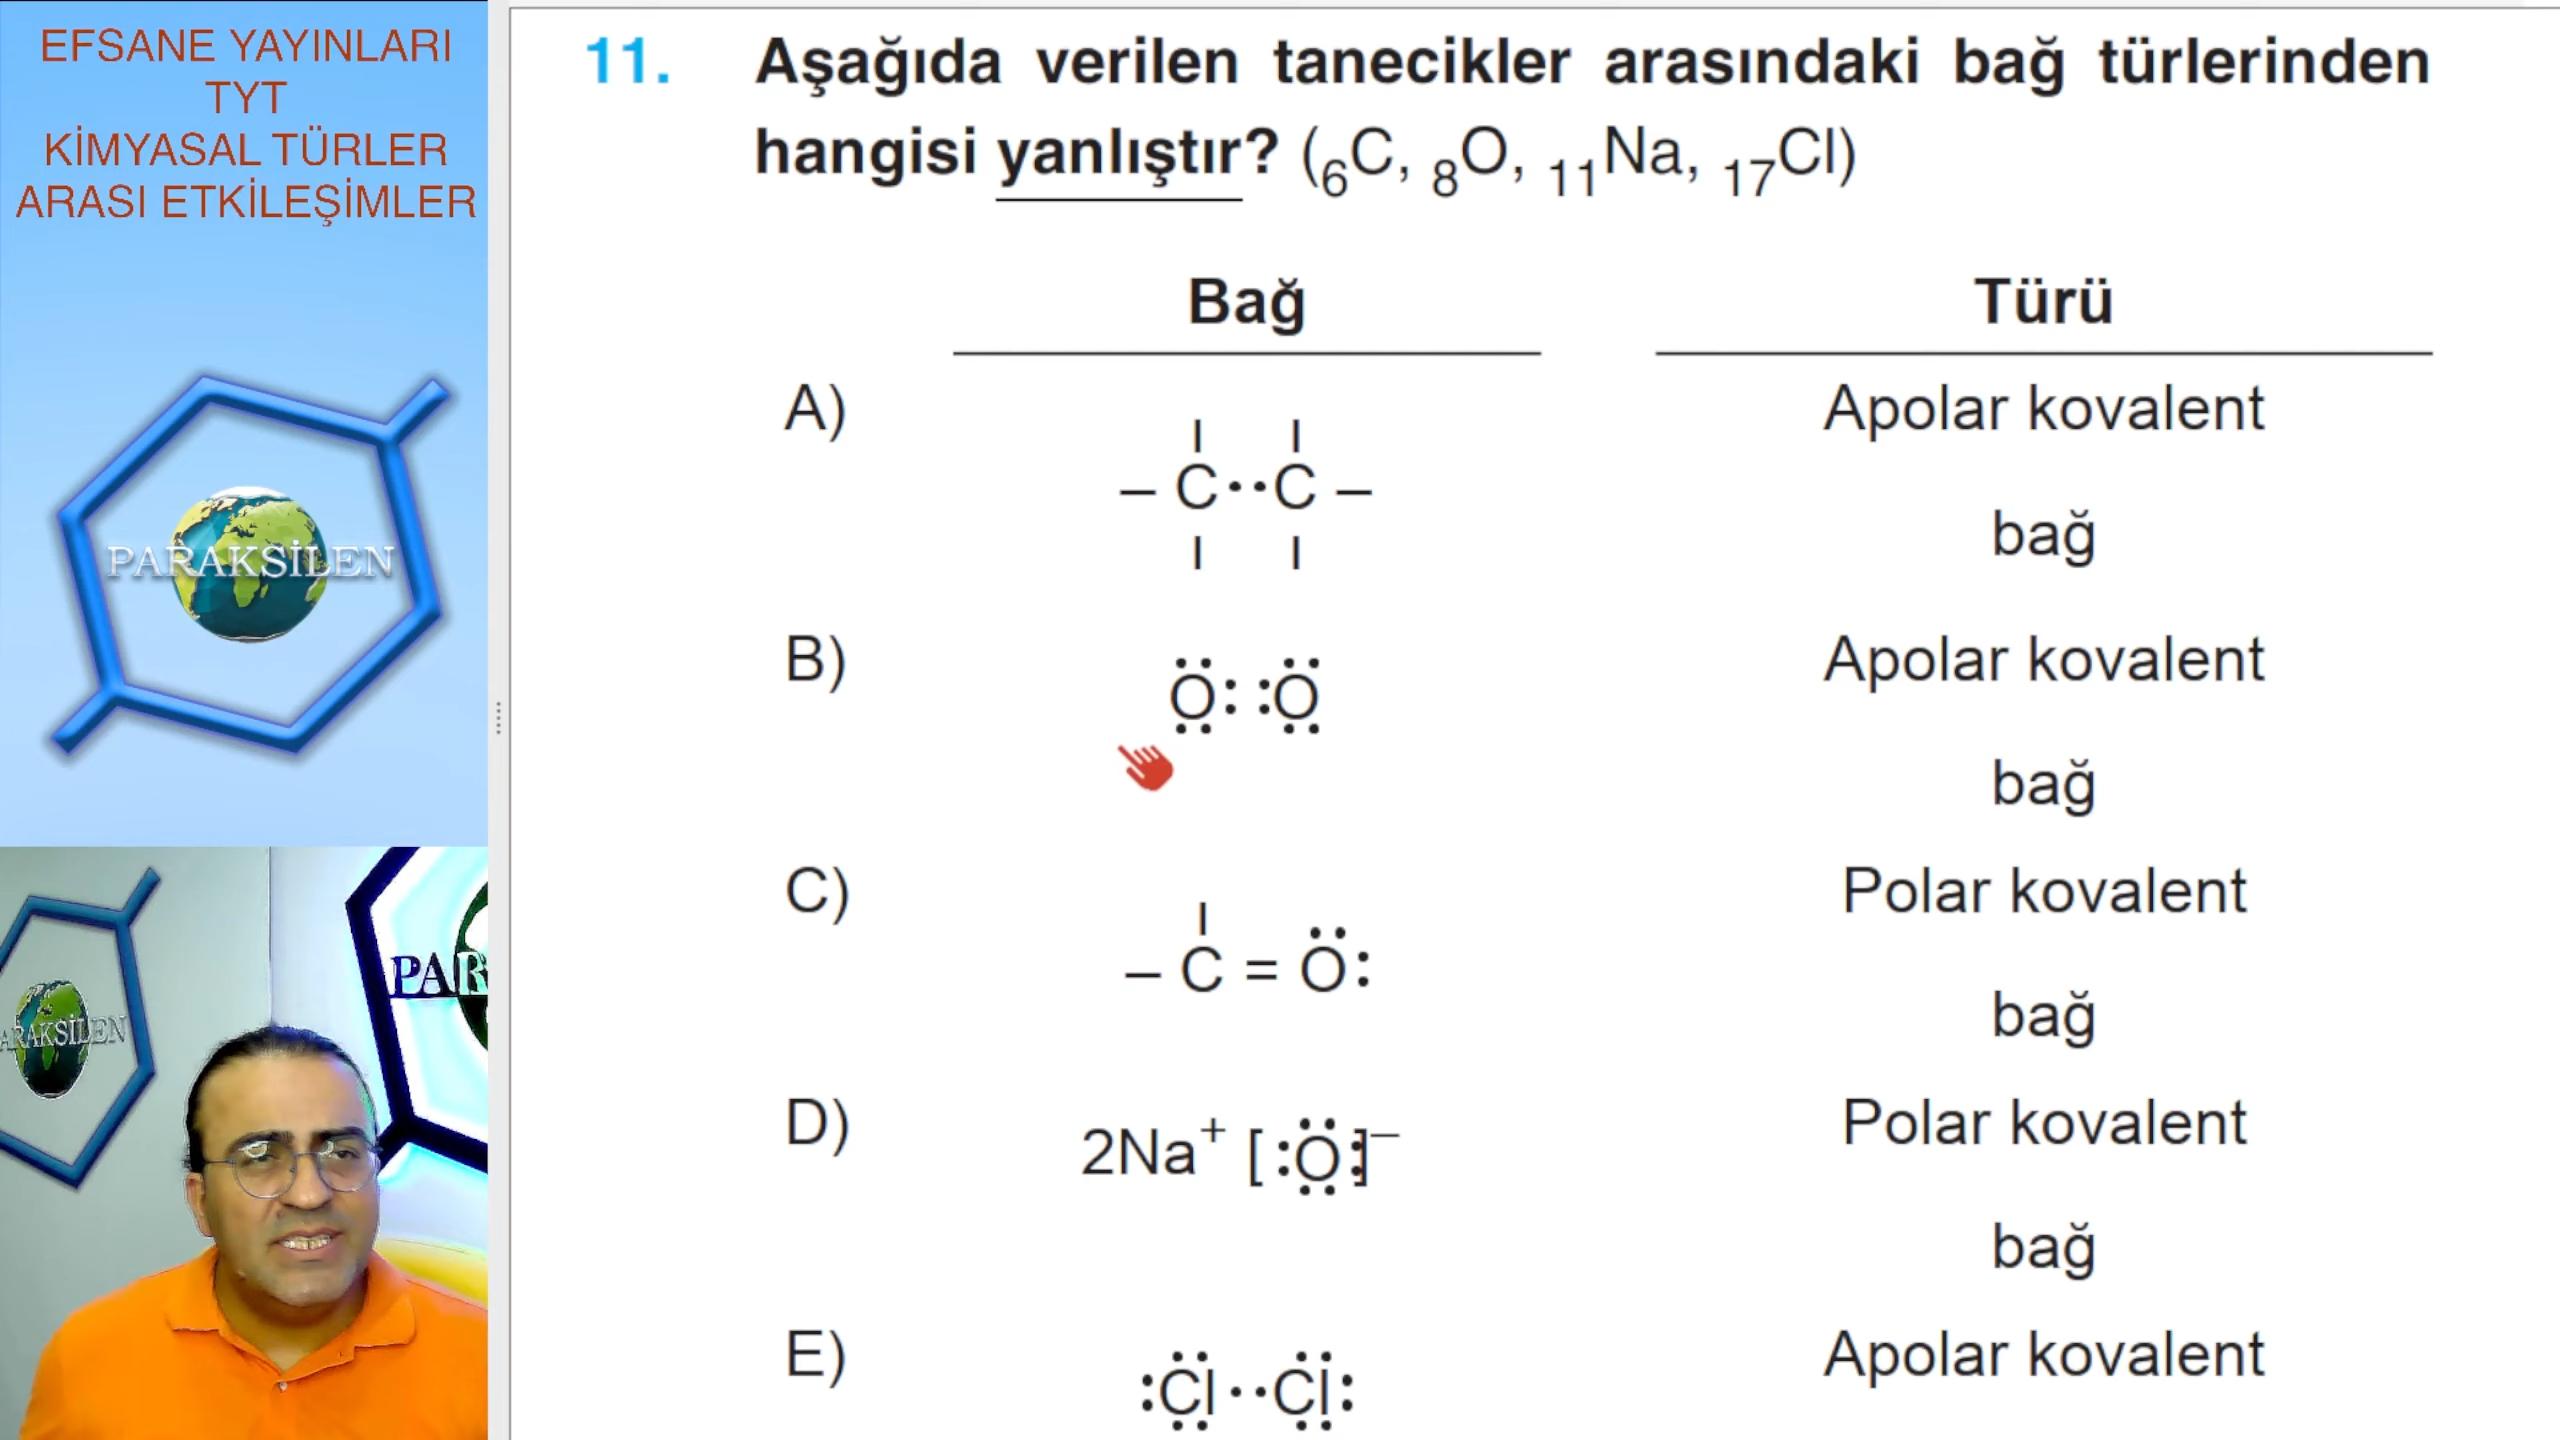 EFSANE YAYINLARI
TYT
KİMYASAL TÜRLER
ARASI ETKİLEŞİMLER
PARAKSİLEN
ARAKSİLEN
PAR
11. Aşağıda verilen tanecikler arasındaki bağ türlerinden
hangisi yanlıştır? (₆C, ₈O, ₁₁Na, ₁₇Cl)
Bağ Türü
A) – C··C – Apolar kovalent
bağ
B) O: :O Apolar kovalent
bağ
C) – C = O: Polar kovalent
bağ
D) 2Na⁺ [:O:]⁻ Polar kovalent
bağ
E) :Cl··Cl: Apolar kovalent